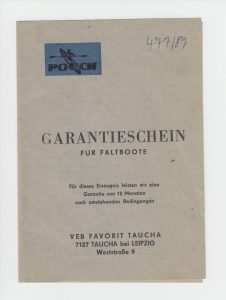 POUCH
477/89
GARANTIESCHEIN
FÜR FALTBOOTE
Für dieses Erzeugnis leisten wir eine
Garantie von 12 Monaten
nach umstehenden Bedingungen
VEB FAVORIT TAUCHA
7127 TAUCHA bei LEIPZIG
Weststraße 9